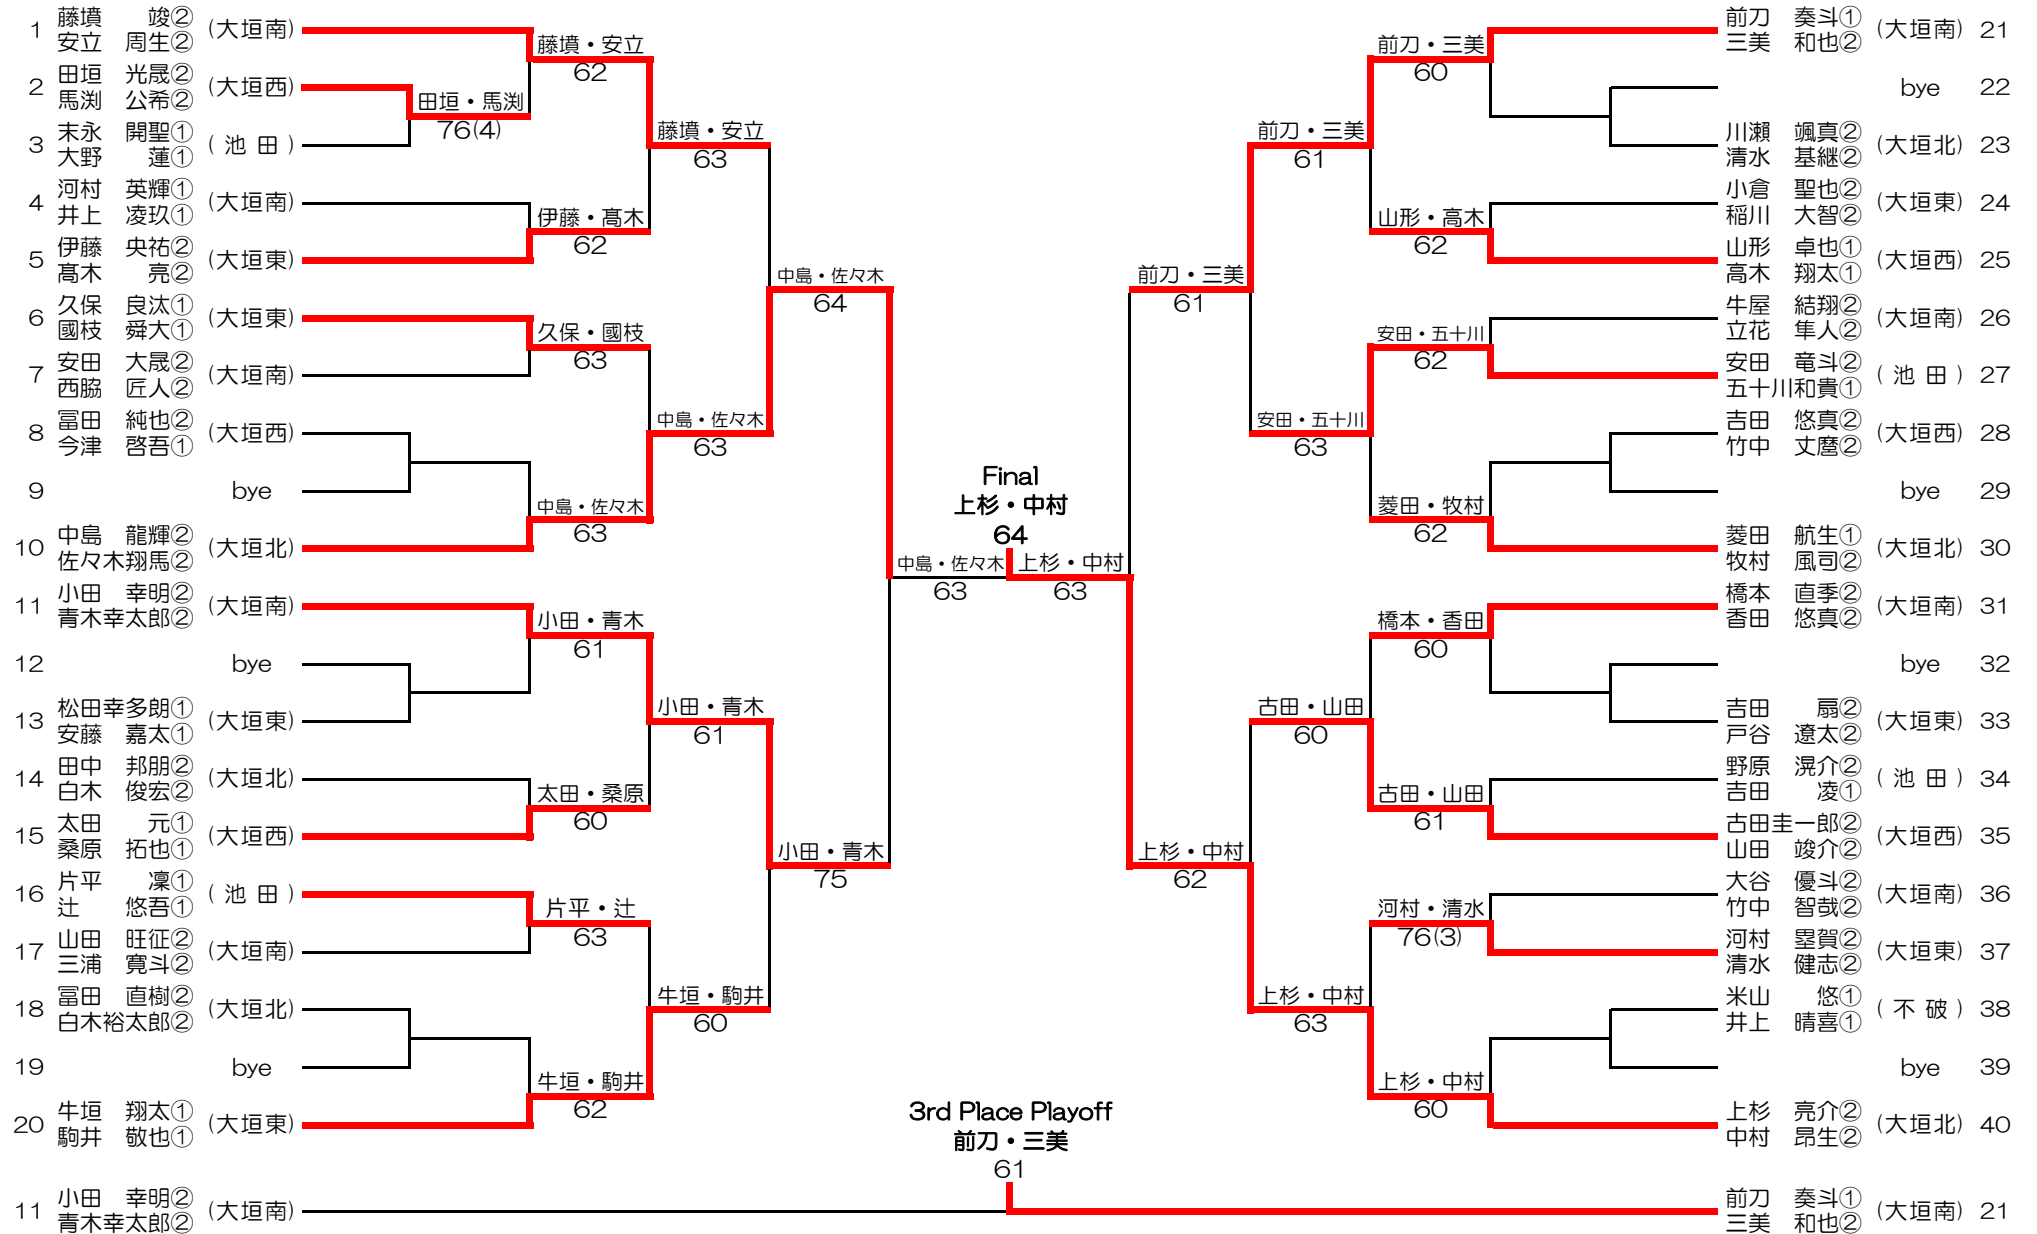 1 藤墳　竣② (大垣南)
安立　周生②
2 田垣　光晟② (大垣西)
馬渕　公希②
3 末永　開聖① (池田)
大野　蓮①
4 河村　英輝① (大垣南)
井上　凌玖①
5 伊藤　央祐② (大垣東)
髙木　亮②
6 久保　良汰① (大垣東)
國枝　舜大①
7 安田　大晟② (大垣南)
西脇　匠人②
8 冨田　純也② (大垣西)
今津　啓吾①
9 bye
10 中島　龍輝② (大垣北)
佐々木翔馬②
11 小田　幸明② (大垣南)
青木幸太郎②
12 bye
13 松田幸多朗① (大垣東)
安藤　嘉太①
14 田中　邦朋② (大垣北)
白木　俊宏②
15 太田　元① (大垣西)
桑原　拓也①
16 片平　凜① (池田)
辻　悠吾①
17 山田　旺征② (大垣南)
三浦　寛斗②
18 冨田　直樹② (大垣北)
白木裕太郎②
19 bye
20 牛垣　翔太① (大垣東)
駒井　敬也①
田垣・馬渕
76(4)
藤墳・安立
62
伊藤・髙木
62
久保・國枝
63
中島・佐々木
63
小田・青木
61
太田・桑原
60
片平・辻
63
牛垣・駒井
62
藤墳・安立
63
中島・佐々木
63
小田・青木
61
牛垣・駒井
60
中島・佐々木
64
小田・青木
75
中島・佐々木
63
Final
上杉・中村
64
上杉・中村
63
前刀・三美
61
上杉・中村
62
前刀・三美
61
安田・五十川
63
古田・山田
60
上杉・中村
63
前刀・三美
60
山形・高木
62
安田・五十川
62
菱田・牧村
62
橋本・香田
60
古田・山田
61
河村・清水
76(3)
上杉・中村
60
前刀　奏斗① (大垣南) 21
三美　和也②
bye 22
川瀬　颯真② (大垣北) 23
清水　基継②
小倉　聖也② (大垣東) 24
稲川　大智②
山形　卓也① (大垣西) 25
高木　翔太①
牛屋　結翔② (大垣南) 26
立花　隼人②
安田　竜斗② (池田) 27
五十川和貴①
吉田　悠真② (大垣西) 28
竹中　丈麿②
bye 29
菱田　航生① (大垣北) 30
牧村　風司②
橋本　直季② (大垣南) 31
香田　悠真②
bye 32
吉田　扇② (大垣東) 33
戸谷　遼太②
野原　滉介② (池田) 34
吉田　凌①
古田圭一郎② (大垣西) 35
山田　竣介②
大谷　優斗② (大垣南) 36
竹中　智哉②
河村　塁賀② (大垣東) 37
清水　健志②
米山　悠① (不破) 38
井上　晴喜①
bye 39
上杉　亮介② (大垣北) 40
中村　昂生②
3rd Place Playoff
前刀・三美
61
11 小田　幸明② (大垣南)
青木幸太郎②
前刀　奏斗① (大垣南) 21
三美　和也②